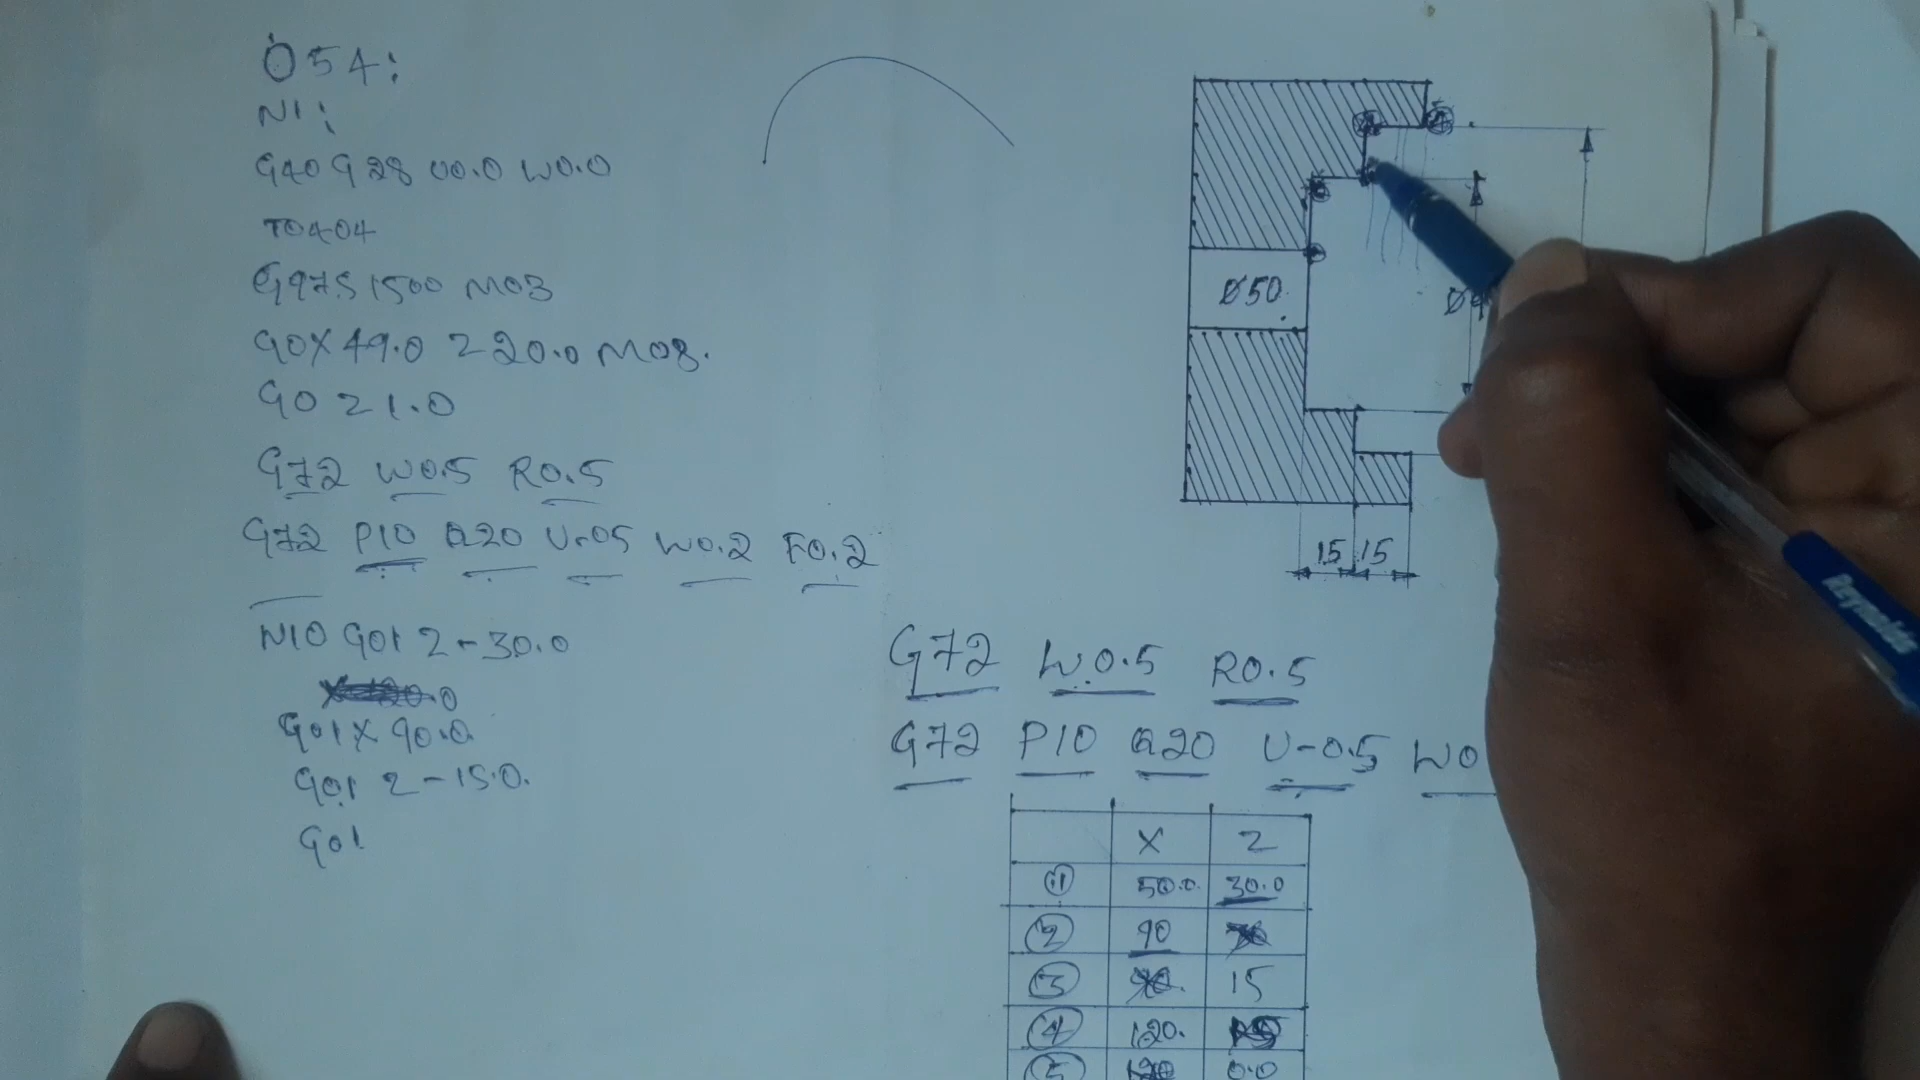 O54;
N1;
G40 G28 U0.0 W0.0
T0404
G97 S1500 M03
G0 X49.0 Z20.0 M08.
G0 Z1.0
G72 W0.5 R0.5
G72 P10 Q20 U-05 W0.2 F0.2
N10 G01 Z-30.0
G01 X90.0
G01 Z-15.0.
G01
Ø50.
15 15
G72 W0.5 R0.5
G72 P10 Q20 U-0.5 W0
X Z
1 50.0. 30.0
2 90
3 15
4 120.
5 0.0
Reynolds